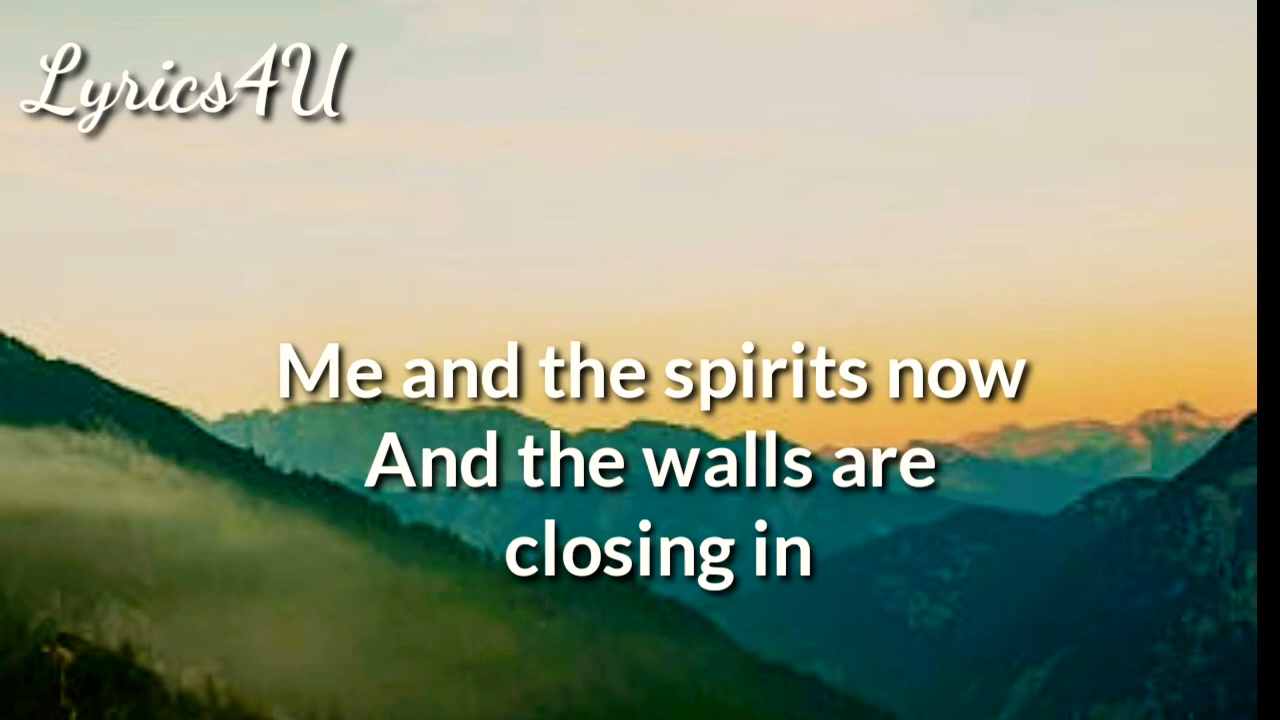 Lyrics4U
Me and the spirits now
And the walls are
closing in